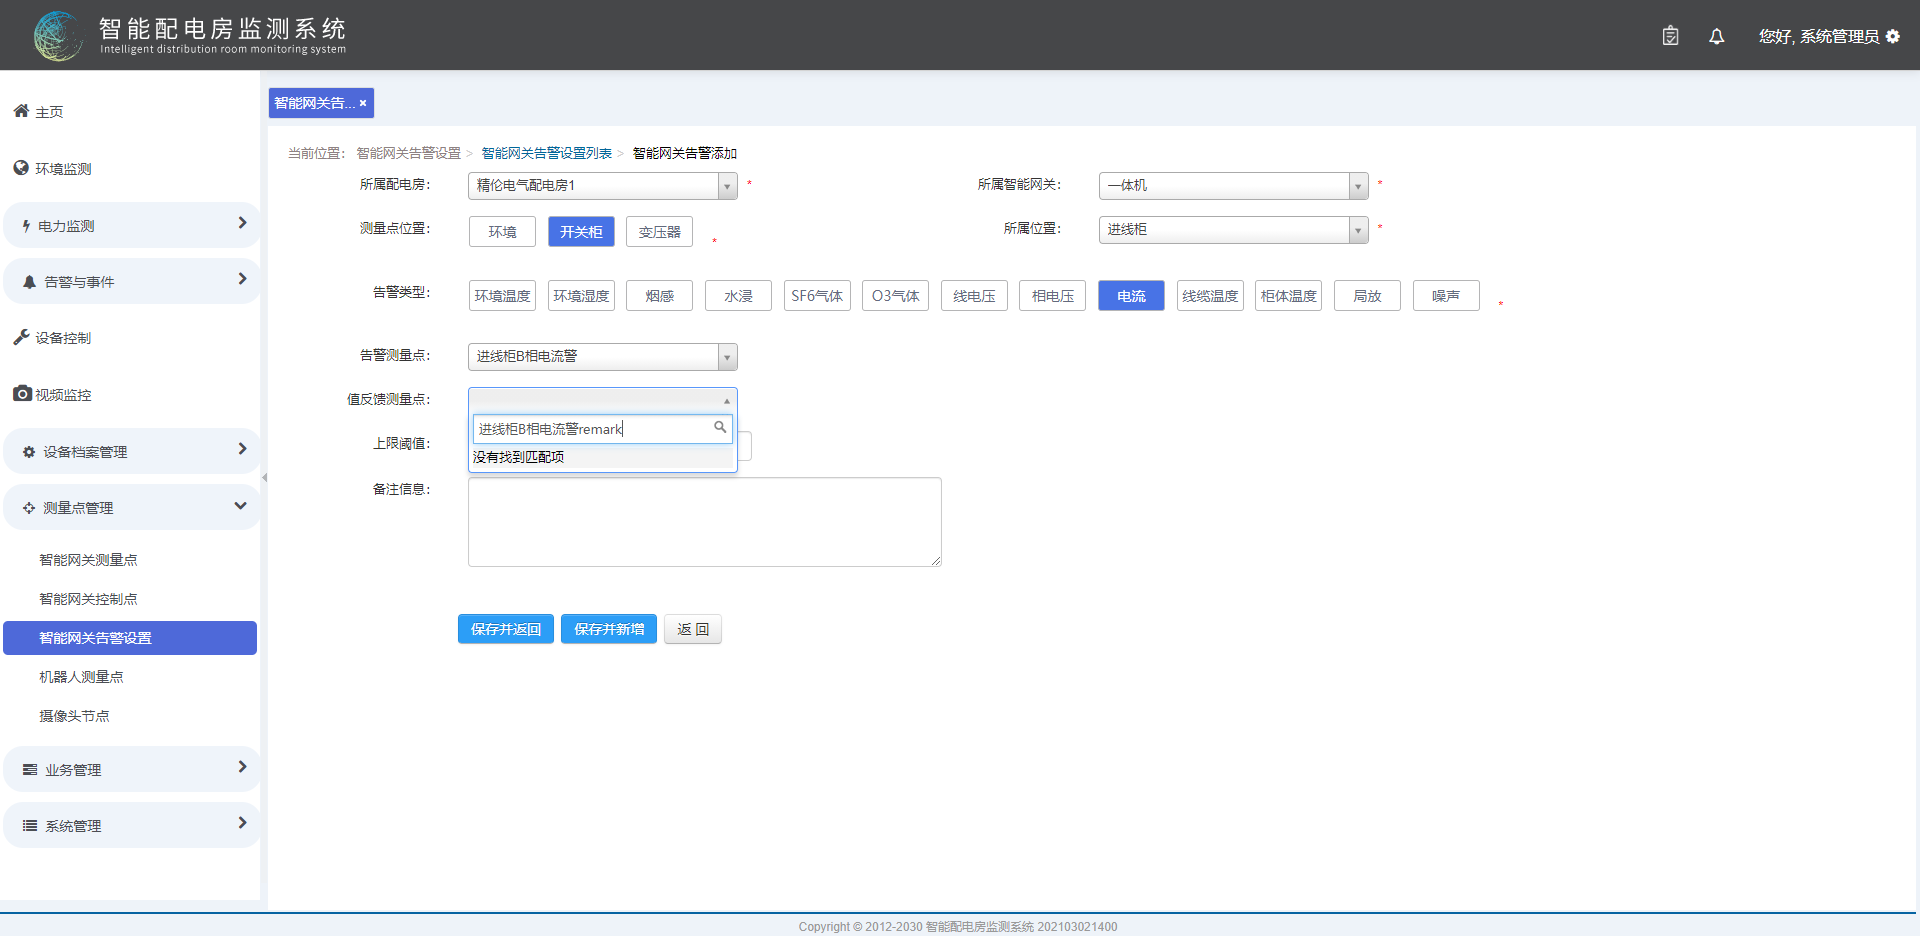 智能配电房监测系统
Intelligent distribution room monitoring system
您好, 系统管理员
主页
环境监测
电力监测
告警与事件
设备控制
视频监控
设备档案管理
测量点管理
智能网关测量点
智能网关控制点
智能网关告警设置
机器人测量点
摄像头节点
业务管理
系统管理
智能网关告... ×
当前位置： 智能网关告警设置 > 智能网关告警设置列表 > 智能网关告警添加
所属配电房： 精伦电气配电房1 * 所属智能网关： 一体机 *
测量点位置： 环境 开关柜 变压器 * 所属位置： 进线柜 *
告警类型： 环境温度 环境湿度 烟感 水浸 SF6气体 O3气体 线电压 相电压 电流 线缆温度 柜体温度 局放 噪声 *
告警测量点： 进线柜B相电流警
值反馈测量点：
进线柜B相电流警remark
上限阈值：
没有找到匹配项
备注信息：
保存并返回 保存并新增 返 回
Copyright © 2012-2030 智能配电房监测系统 202103021400